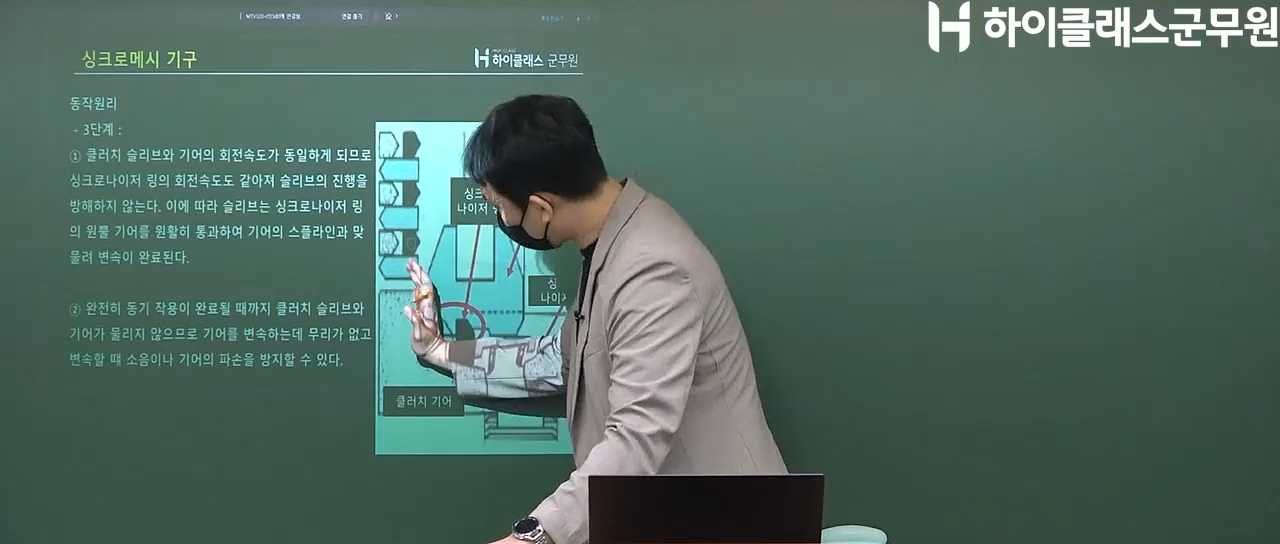 연결 끊기
하이클래스군무원
싱크로메시 기구
하이클래스 군무원
동작원리
- 3단계 :
① 클러치 슬리브와 기어의 회전속도가 동일하게 되므로
싱크로나이저 링의 회전속도도 같아져 슬리브의 진행을
방해하지 않는다. 이에 따라 슬리브는 싱크로나이저 링
의 원뿔 기어를 원활히 통과하여 기어의 스플라인과 맞
물려 변속이 완료된다.
② 완전히 동기 작용이 완료될 때까지 클러치 슬리브와
기어가 물리지 않으므로 기어를 변속하는데 무리가 없고
변속할 때 소음이나 기어의 파손을 방지할 수 있다.
나이저
클러치 기어